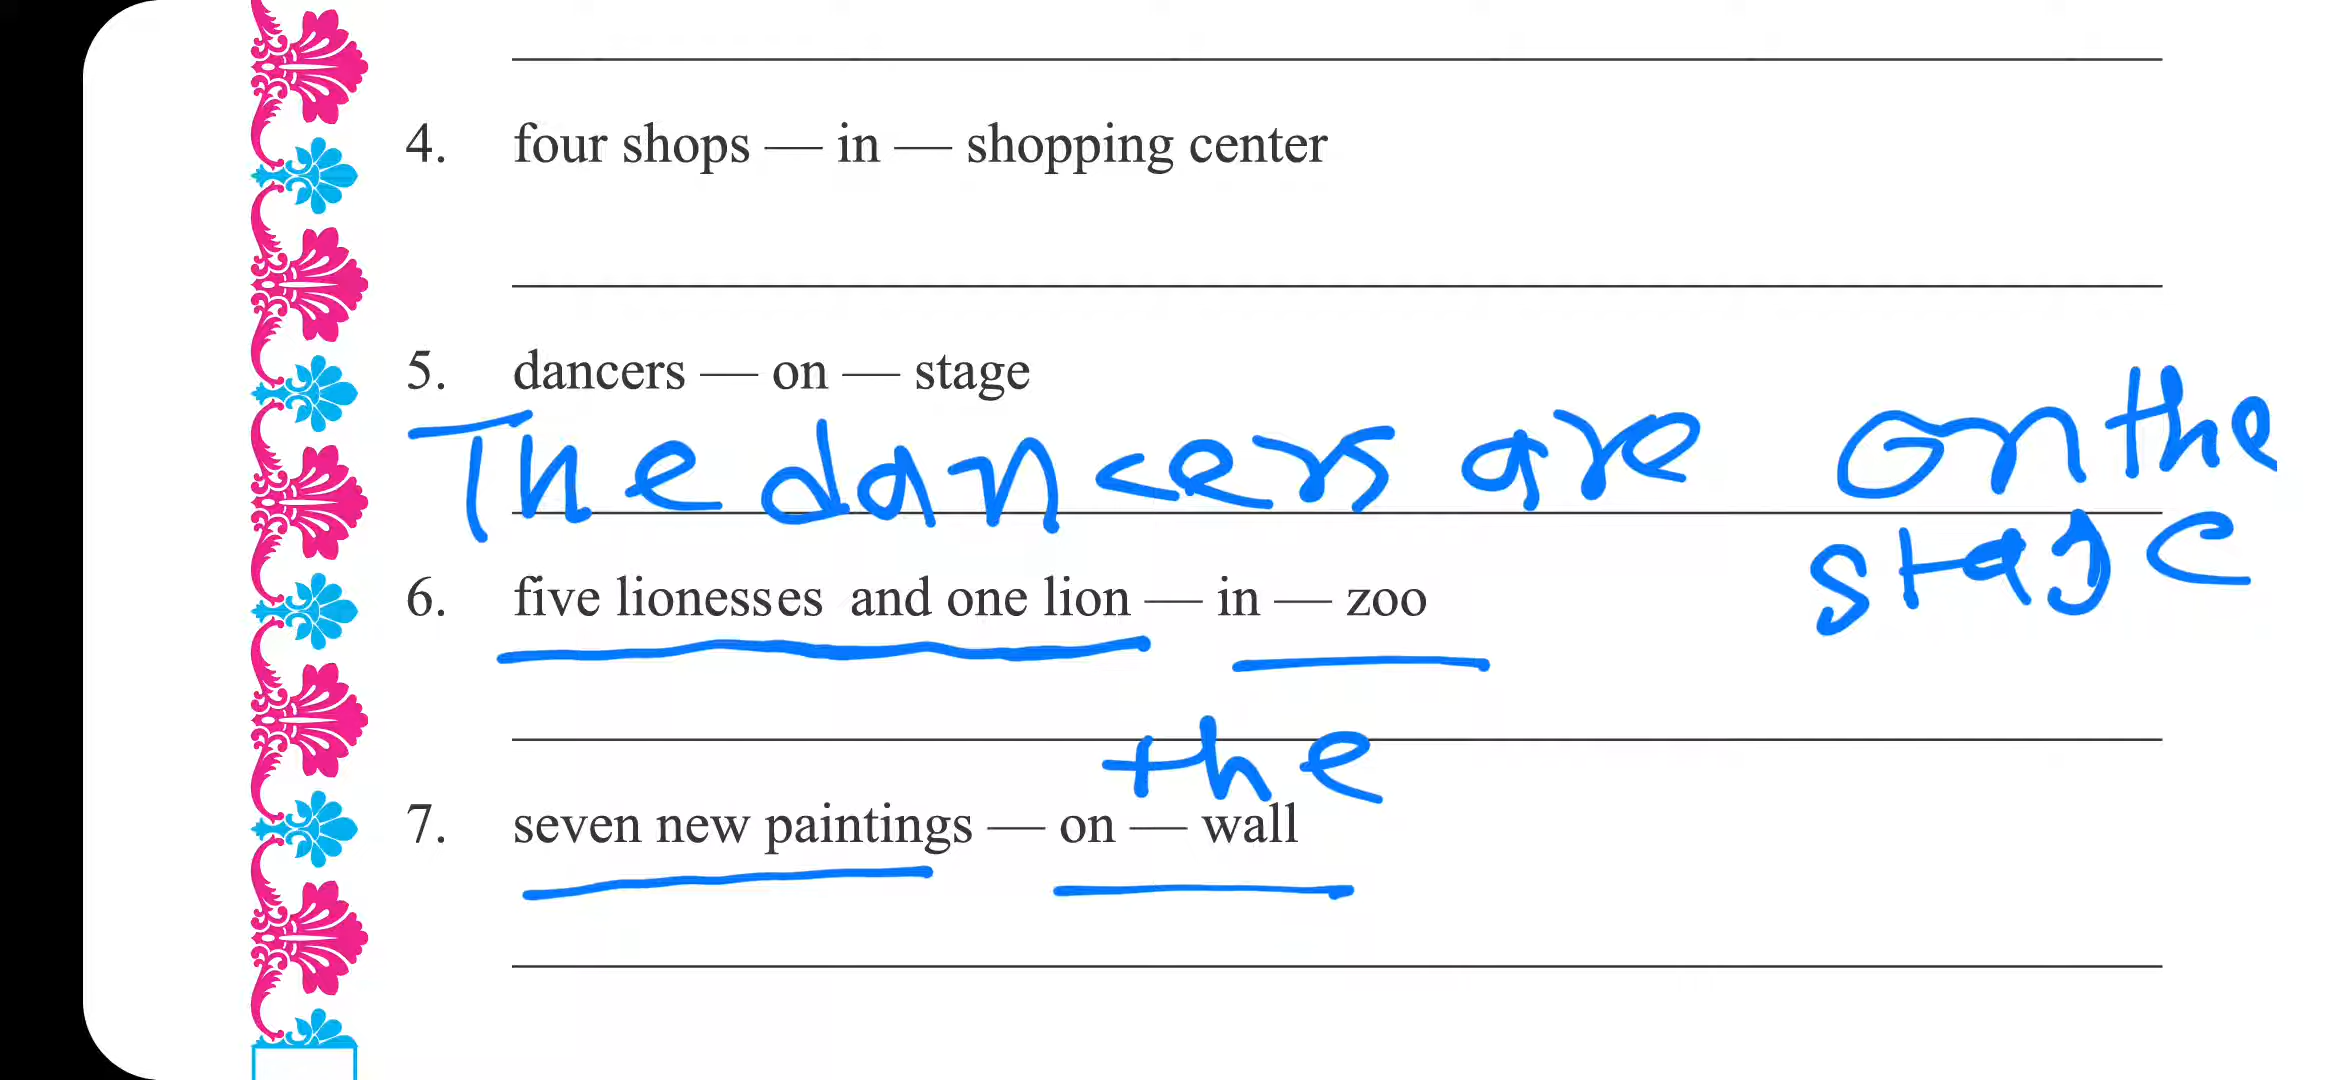 4. four shops — in — shopping center
5. dancers — on — stage
The dancers are on the
stage
6. five lionesses and one lion — in — zoo
the
7. seven new paintings — on — wall